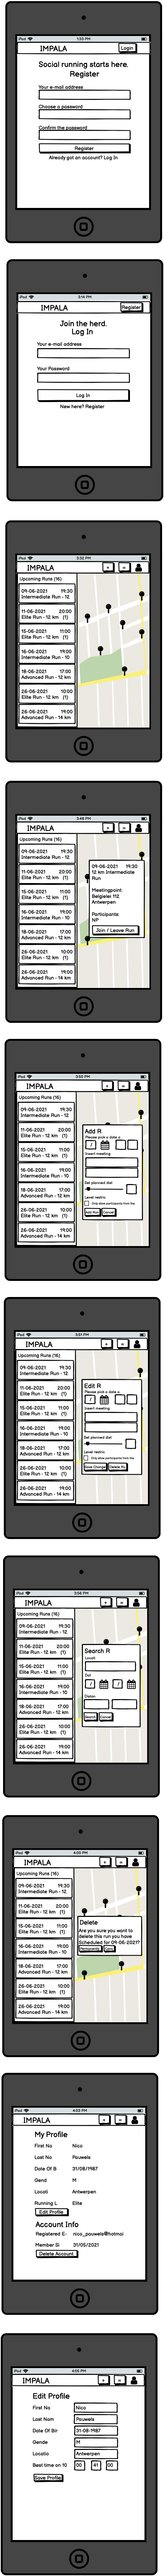 iPad 1:53 PM
IMPALA Login
Social running starts here.
Register
Your e-mail address
Choose a password
Confirm the password
Register
Already got an account? Log In
iPad 3:14 PM
IMPALA Register
Join the herd.
Log In
Your e-mail address
Your Password
Log In
New here? Register
iPad 3:32 PM
IMPALA +
Upcoming Runs (16)
09-06-2021 19:30
Intermediate Run - 12
11-06-2021 20:00
Elite Run - 12 km (1)
15-06-2021 11:00
Elite Run - 12 km (1)
16-06-2021 19:00
Intermediate Run - 10
18-06-2021 17:00
Advanced Run - 12 km
26-06-2021 10:00
Elite Run - 12 km (1)
26-06-2021 19:00
Advanced Run - 14 km
iPad 3:48 PM
IMPALA +
Upcoming Runs (16)
09-06-2021 19:30
Intermediate Run - 12
11-06-2021 20:00
Elite Run - 12 km (1)
15-06-2021 11:00
Elite Run - 12 km (1)
16-06-2021 19:00
Intermediate Run - 10
18-06-2021 17:00
Advanced Run - 12 km
26-06-2021 10:00
Elite Run - 12 km (1)
26-06-2021 19:00
Advanced Run - 14 km
09-06-2021 19:30
12 km Intermediate
Run
Meetingpoint:
Belgielei 112
Antwerpen
Participants:
NP
Join / Leave Run
iPad
IMPALA +
Upcoming Runs (16)
09-06-2021 19:30
Intermediate Run - 12
11-06-2021 20:00
Elite Run - 12 km (1)
15-06-2021 11:00
Elite Run - 12 km (1)
16-06-2021 19:00
Intermediate Run - 10
18-06-2021 17:00
Advanced Run - 12 km
26-06-2021 10:00
Elite Run - 12 km (1)
26-06-2021 19:00
Advanced Run - 14 km
Add R
Please pick a date a
/
Insert meeting
Set planned dist
Level restric
Only allow participants from the
Add Run Cancel
iPad 3:51 PM
IMPALA +
Upcoming Runs (16)
09-06-2021 19:30
Intermediate Run - 12
11-06-2021 20:00
Elite Run - 12 km (1)
15-06-2021 11:00
Elite Run - 12 km (1)
16-06-2021 19:00
Intermediate Run - 10
18-06-2021 17:00
Advanced Run - 12 km
26-06-2021 10:00
Elite Run - 12 km (1)
26-06-2021 19:00
Advanced Run - 14 km
Edit R
Please pick a date a
/
Insert meeting
Set planned dist
Level restric
Only allow participants from the
Save Change Delete Ru
iPad 3:56 PM
IMPALA +
Upcoming Runs (16)
09-06-2021 19:30
Intermediate Run - 12
11-06-2021 20:00
Elite Run - 12 km (1)
15-06-2021 11:00
Elite Run - 12 km (1)
16-06-2021 19:00
Intermediate Run - 10
18-06-2021 17:00
Advanced Run - 12 km
26-06-2021 10:00
Elite Run - 12 km (1)
26-06-2021 19:00
Advanced Run - 14 km
Search R
Locati
Dat
/ /
Distan
Search Cancel
iPad 4:00 PM
IMPALA +
Upcoming Runs (16)
09-06-2021 19:30
Intermediate Run - 12
11-06-2021 20:00
Elite Run - 12 km (1)
15-06-2021 11:00
Elite Run - 12 km (1)
16-06-2021 19:00
Intermediate Run - 10
18-06-2021 17:00
Advanced Run - 12 km
26-06-2021 10:00
Elite Run - 12 km (1)
26-06-2021 19:00
Advanced Run - 14 km
Delete
Are you sure you want to
delete this run you have
Scheduled for 09-06-2021?
iPad 4:03 PM
IMPALA +
My Profile
First Na Nico
Last No Pauwels
Date Of B 31/08/1987
Gend M
Locati Antwerpen
Running L Elite
Edit Profile
Account Info
Registered E- nico_pauwels@hotmai
Member Si 31/05/2021
Delete Account
iPad 4:05 PM
IMPALA +
Edit Profile
First Na Nico
Last Nam Pauwels
Date Of Bir 31-08-1987
Gende M
Locatio Antwerpen
Best time on 10 00 41 00
Save Profile